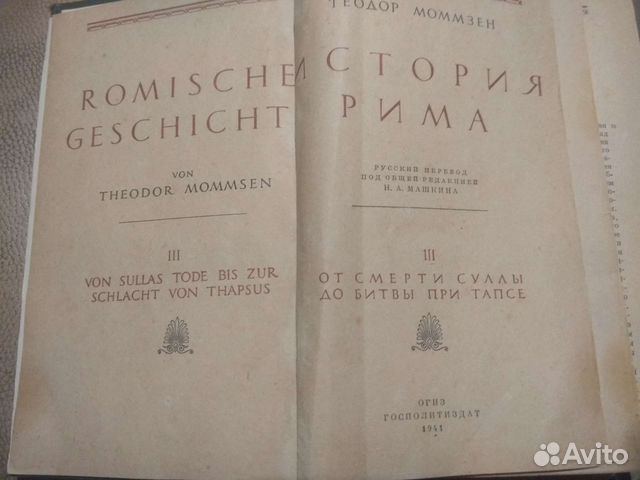 ROMISCHE
GESCHICHT
VON
THEODOR MOMMSEN
III
VON SULLAS TODE BIS ZUR
SCHLACHT VON THAPSUS
ТЕОДОР МОММЗЕН
ИСТОРИЯ
РИМА
РУССКИЙ ПЕРЕВОД
ПОД ОБЩЕЙ РЕДАКЦИЕЙ
Н. А. МАШКИНА
III
ОТ СМЕРТИ СУЛЛЫ
ДО БИТВЫ ПРИ ТАПСЕ
ОГИЗ
ГОСПОЛИТИЗДАТ
1941
Avito